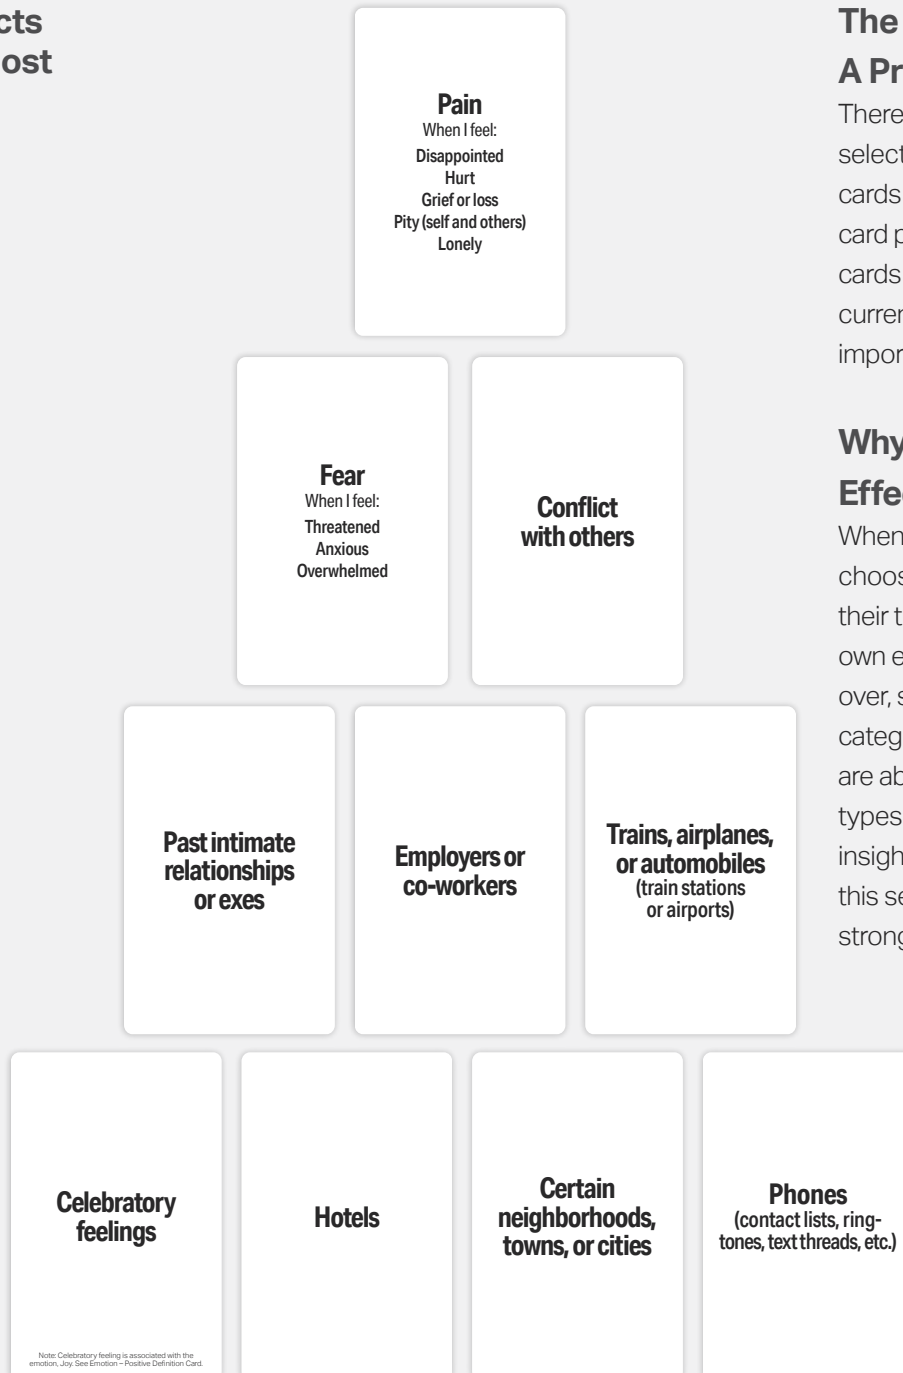 cts
ost
Pain
When I feel:
Disappointed
Hurt
Grief or loss
Pity (self and others)
Lonely
Fear
When I feel:
Threatened
Anxious
Overwhelmed
Conflict
with others
Past intimate
relationships
or exes
Employers or
co-workers
Trains, airplanes,
or automobiles
(train stations
or airports)
Celebratory
feelings
Note: Celebratory feeling is associated with the
emotion, Joy. See Emotion – Positive Definition Card.
Hotels
Certain
neighborhoods,
towns, or cities
Phones
(contact lists, ring-
tones, text threads, etc.)
The
A Pr
There
select
cards
card p
cards
curren
impor
Why
Effe
When
choos
their t
own e
over, s
categ
are ab
types
insigh
this se
strong